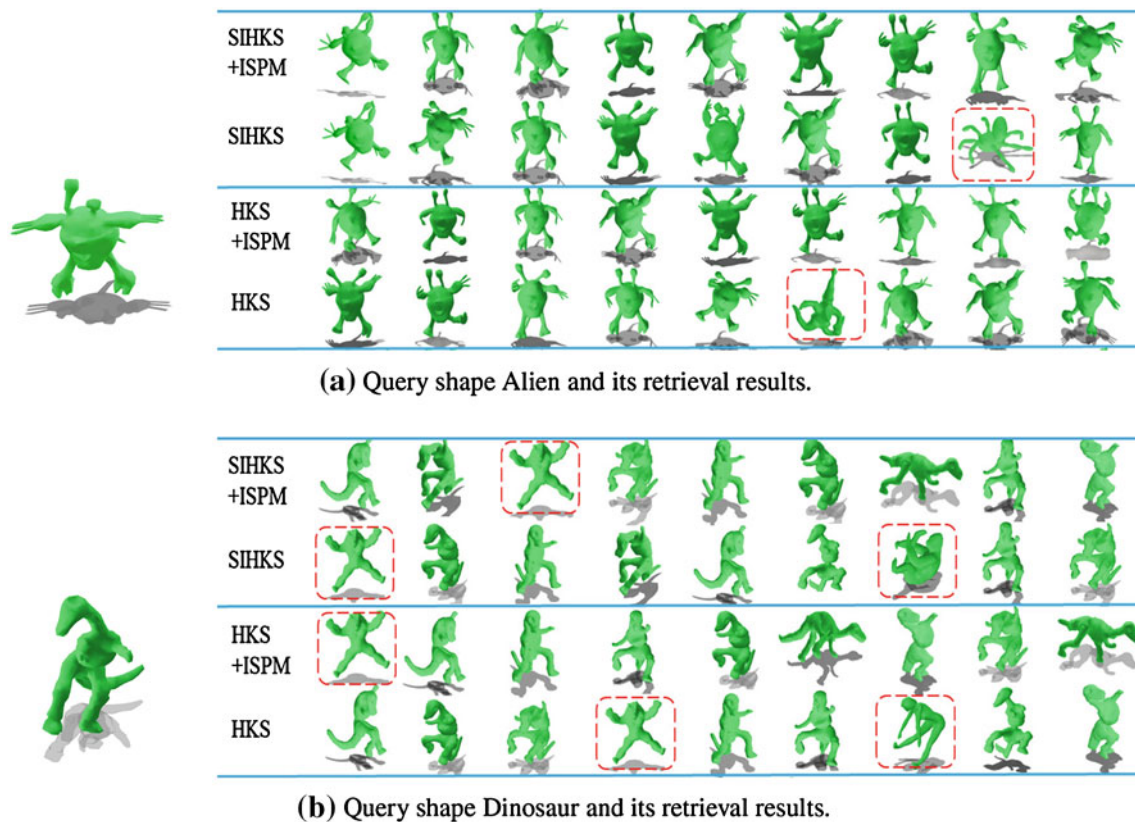 SIHKS
+ISPM
SIHKS
HKS
+ISPM
HKS
(a) Query shape Alien and its retrieval results.
SIHKS
+ISPM
SIHKS
HKS
+ISPM
HKS
(b) Query shape Dinosaur and its retrieval results.